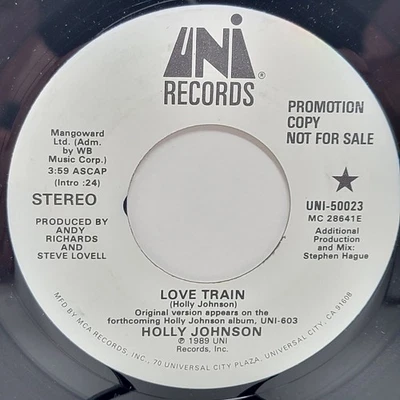 UNI
RECORDS®
PROMOTION
COPY
NOT FOR SALE
Mangoward
Ltd. (Adm.
by WB
Music Corp.)
3:59 ASCAP
(Intro :24)
STEREO
PRODUCED BY
ANDY
RICHARDS
AND
STEVE LOVELL
UNI-50023
MC 28641E
Additional
Production
and Mix:
Stephen Hague
LOVE TRAIN
(Holly Johnson)
Original version appears on the
forthcoming Holly Johnson album, UNI-603
HOLLY JOHNSON
℗ 1989 UNI
Records, Inc.
MFD BY MCA RECORDS, INC., 70 UNIVERSAL CITY PLAZA, UNIVERSAL CITY, CA 91608